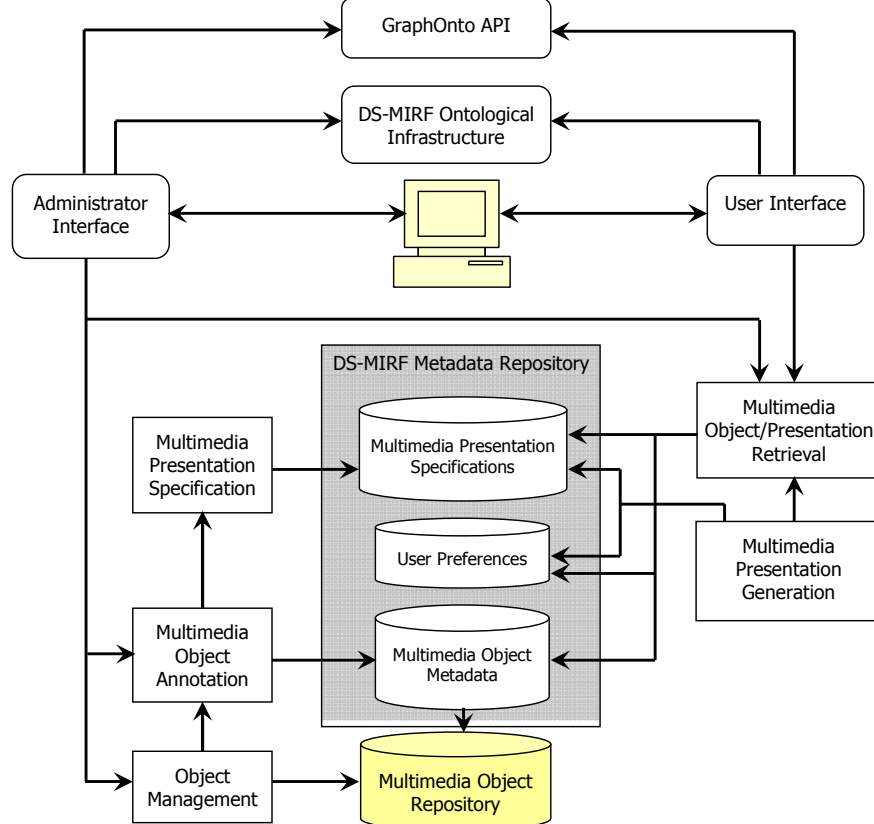 GraphOnto API
DS-MIRF Ontological
Infrastructure
Administrator
Interface
User Interface
DS-MIRF Metadata Repository
Multimedia
Presentation
Specification
Multimedia Presentation
Specifications
Multimedia
Object/Presentation
Retrieval
User Preferences
Multimedia
Presentation
Generation
Multimedia
Object
Annotation
Multimedia Object
Metadata
Object
Management
Multimedia Object
Repository